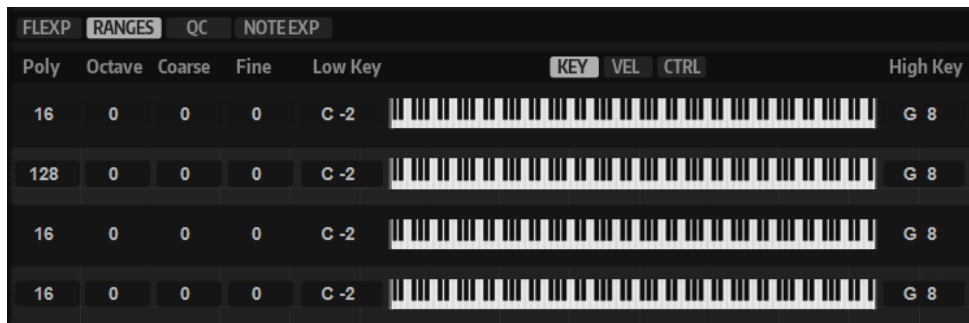 FLEXP RANGES QC NOTE EXP
Poly Octave Coarse Fine Low Key KEY VEL CTRL High Key
16 0 0 0 C -2 G 8
128 0 0 0 C -2 G 8
16 0 0 0 C -2 G 8
16 0 0 0 C -2 G 8